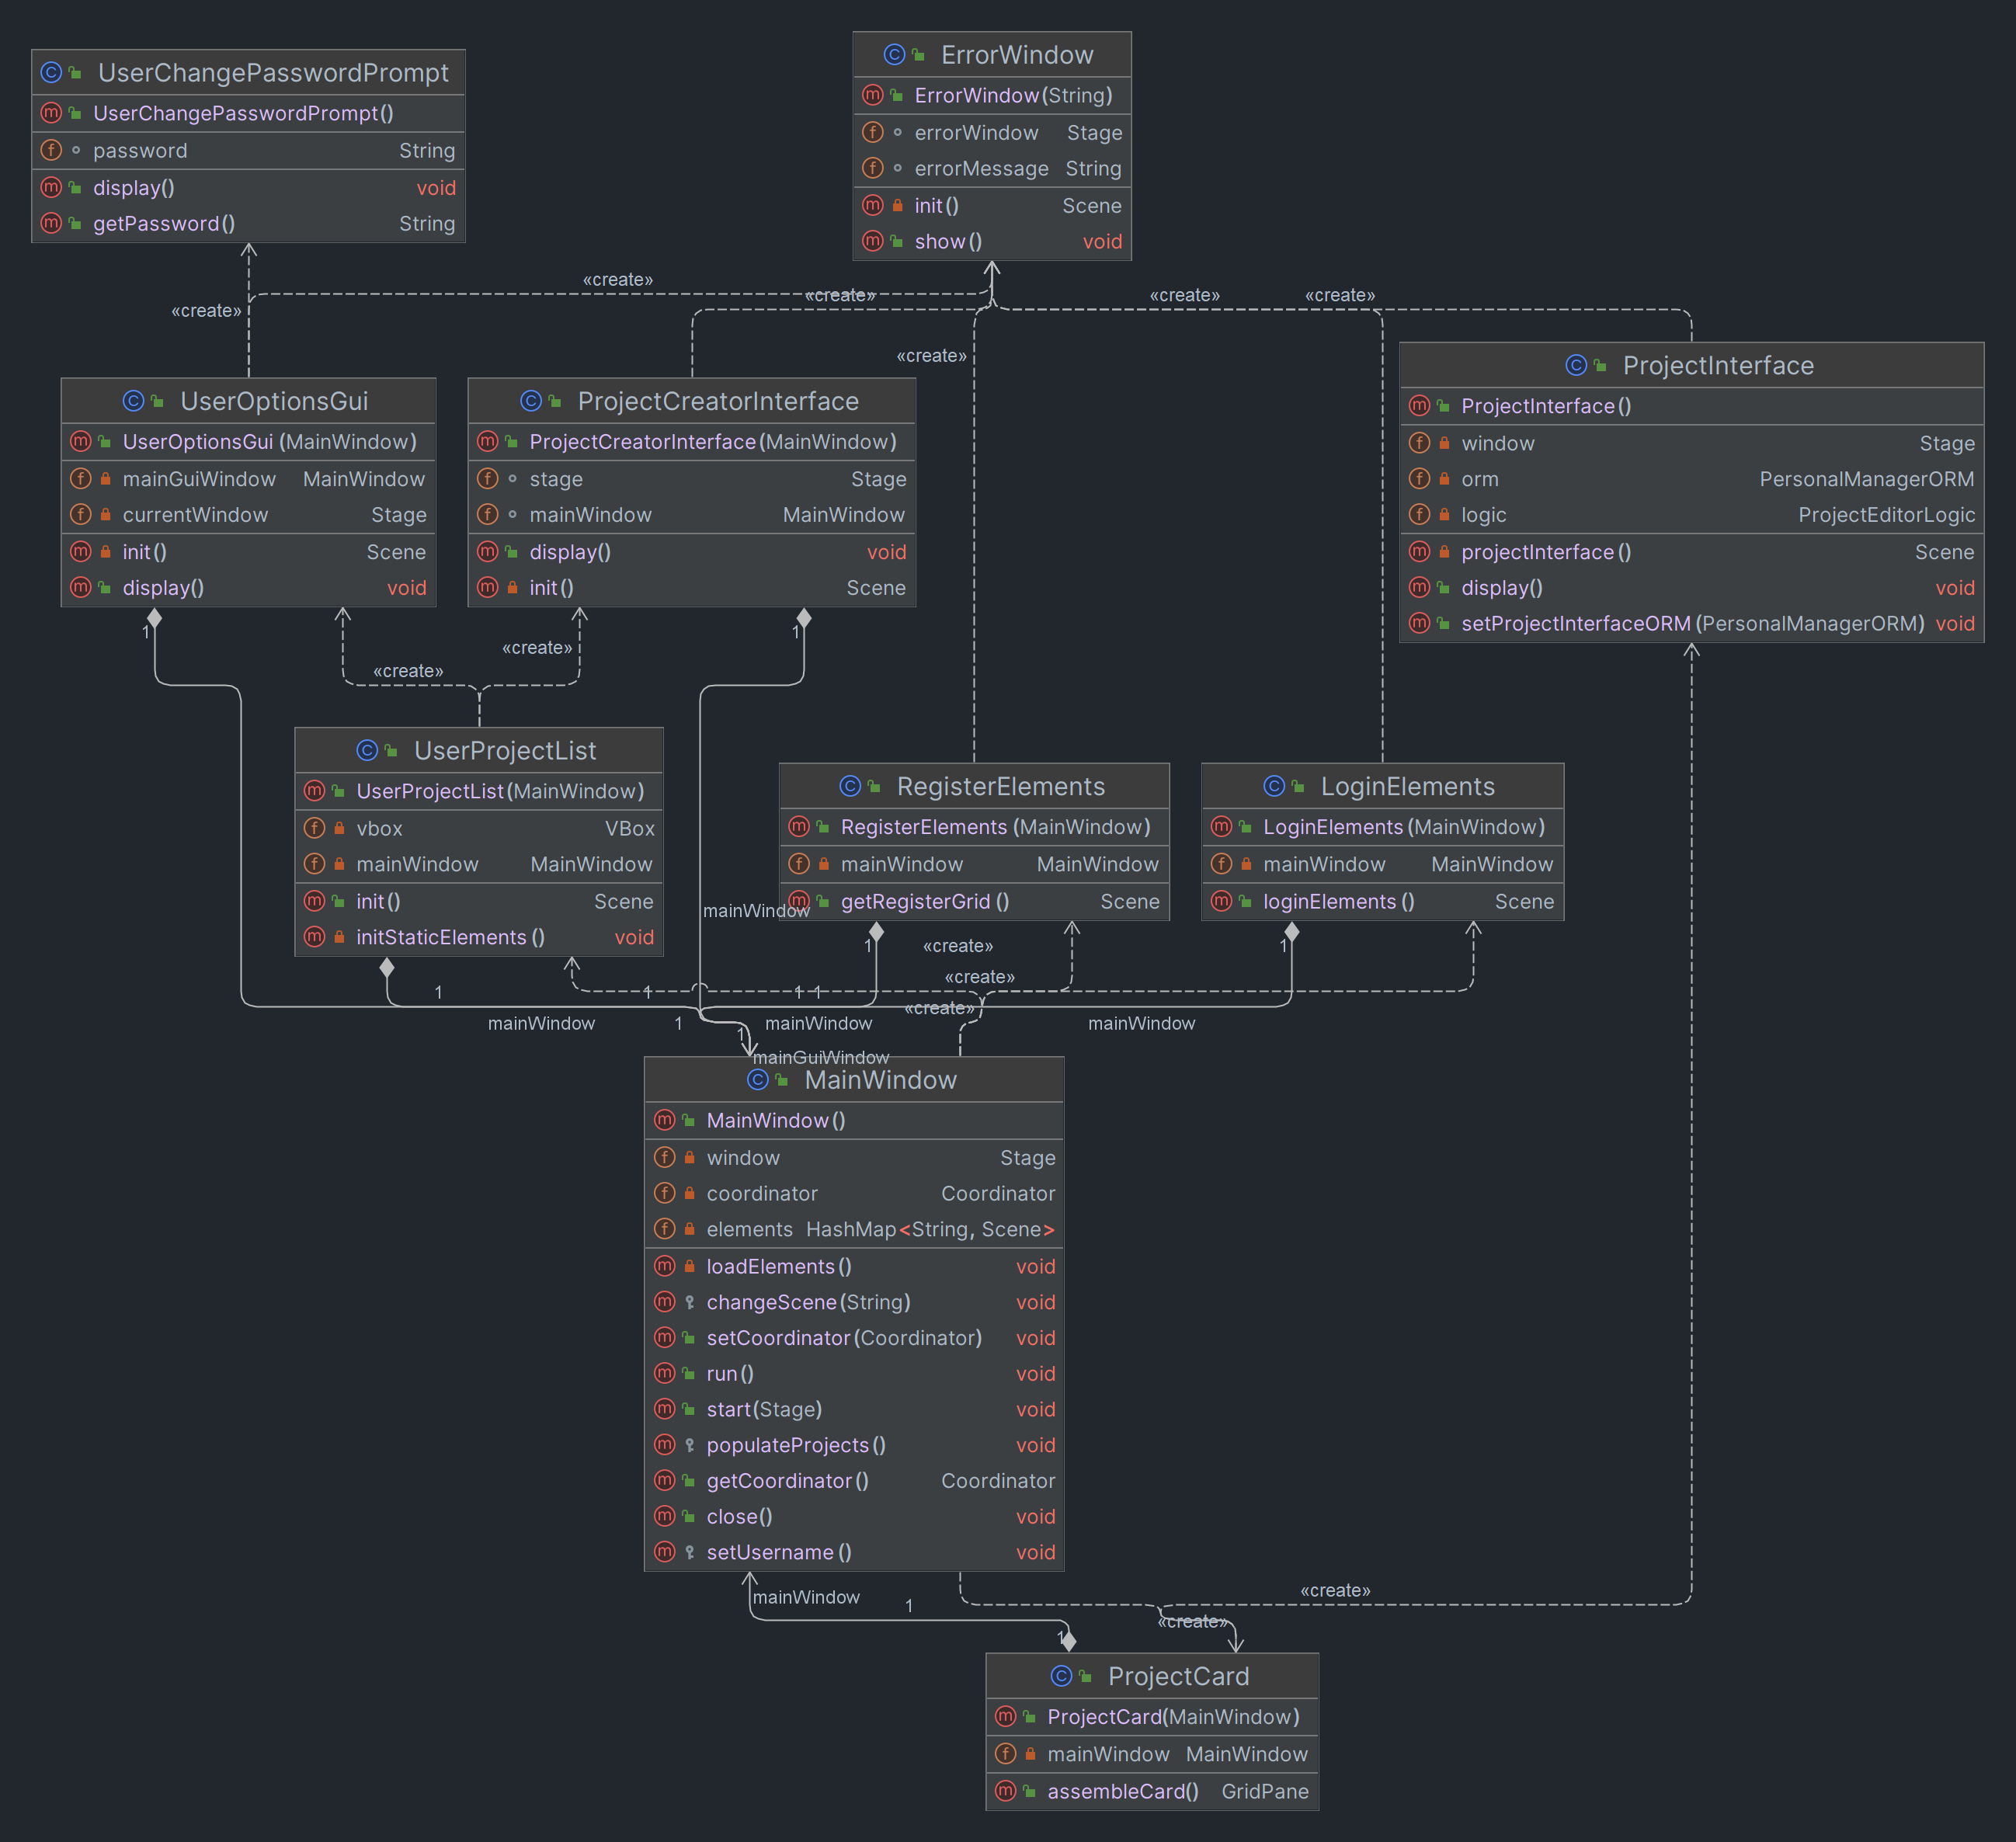 UserChangePasswordPrompt
UserChangePasswordPrompt()
password String
display() void
getPassword() String
ErrorWindow
ErrorWindow(String)
errorWindow Stage
errorMessage String
init() Scene
show() void
«create»
«create»
«create»
«create»
«create»
«create»
UserOptionsGui
UserOptionsGui(MainWindow)
mainGuiWindow MainWindow
currentWindow Stage
init() Scene
display() void
ProjectCreatorInterface
ProjectCreatorInterface(MainWindow)
stage Stage
mainWindow MainWindow
display() void
init() Scene
ProjectInterface
ProjectInterface()
window Stage
orm PersonalManagerORM
logic ProjectEditorLogic
projectInterface() Scene
display() void
setProjectInterfaceORM(PersonalManagerORM) void
1
1
«create»
«create»
UserProjectList
UserProjectList(MainWindow)
vbox VBox
mainWindow MainWindow
init() Scene
initStaticElements() void
RegisterElements
RegisterElements(MainWindow)
mainWindow MainWindow
getRegisterGrid() Scene
LoginElements
LoginElements(MainWindow)
mainWindow MainWindow
loginElements() Scene
mainWindow
1
«create»
1
«create»
1
1
1 1
«create»
mainWindow
1
mainWindow
mainWindow
1
mainGuiWindow
MainWindow
MainWindow()
window Stage
coordinator Coordinator
elements HashMap<String, Scene>
loadElements() void
changeScene(String) void
setCoordinator(Coordinator) void
run() void
start(Stage) void
populateProjects() void
getCoordinator() Coordinator
close() void
setUsername() void
mainWindow
1
«create»
«create»
1
ProjectCard
ProjectCard(MainWindow)
mainWindow MainWindow
assembleCard() GridPane